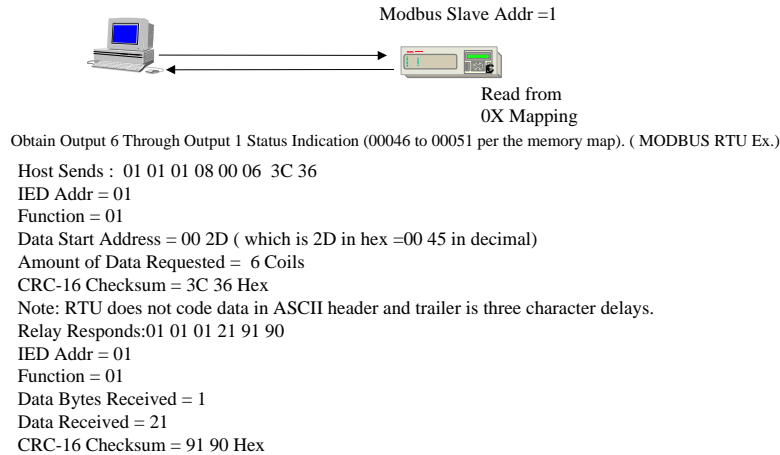 Modbus Slave Addr =1
Read from
0X Mapping
Obtain Output 6 Through Output 1 Status Indication (00046 to 00051 per the memory map). ( MODBUS RTU Ex.)
Host Sends : 01 01 01 08 00 06 3C 36
IED Addr = 01
Function = 01
Data Start Address = 00 2D ( which is 2D in hex =00 45 in decimal)
Amount of Data Requested = 6 Coils
CRC-16 Checksum = 3C 36 Hex
Note: RTU does not code data in ASCII header and trailer is three character delays.
Relay Responds:01 01 01 21 91 90
IED Addr = 01
Function = 01
Data Bytes Received = 1
Data Received = 21
CRC-16 Checksum = 91 90 Hex